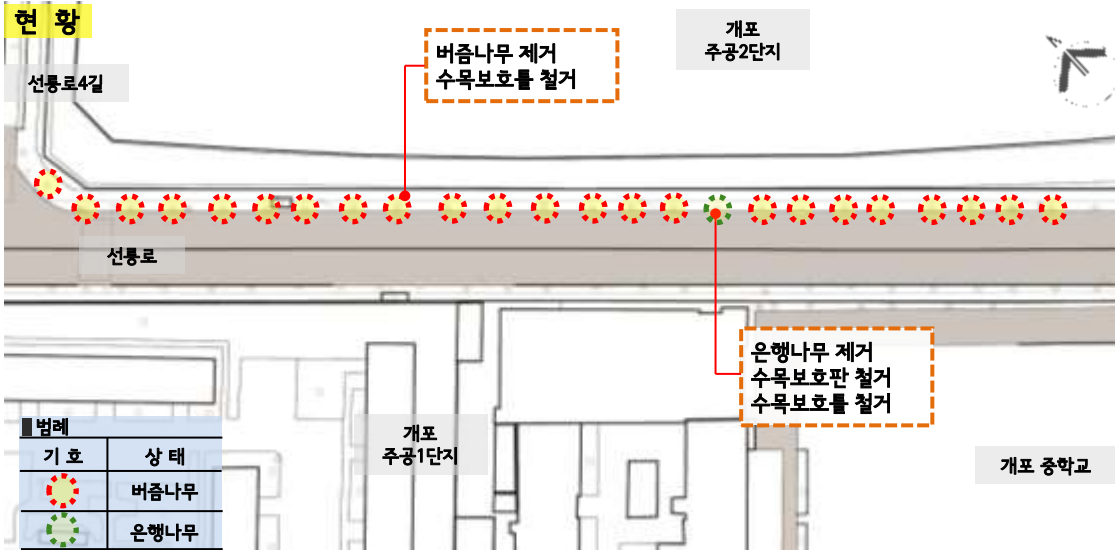 현 황
선릉로4길
버즘나무 제거
수목보호틀 철거
개포
주공2단지
선릉로
은행나무 제거
수목보호판 철거
수목보호틀 철거
개포
주공1단지
개포 중학교
범례
기 호 상 태
버즘나무
은행나무